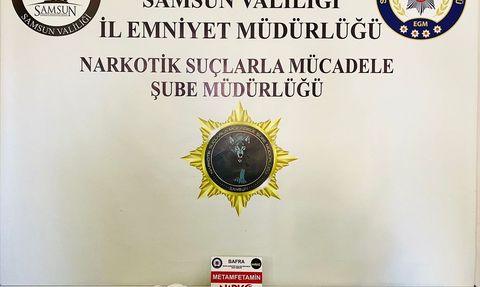 SAMSUN VALİLİĞİ
İL EMNİYET MÜDÜRLÜĞÜ
NARKOTİK SUÇLARLA MÜCADELE
ŞUBE MÜDÜRLÜĞÜ
SAMSUN
SAMSUN VALİLİĞİ
EGM
SAMSUN
BAFRA
METAMFETAMİN